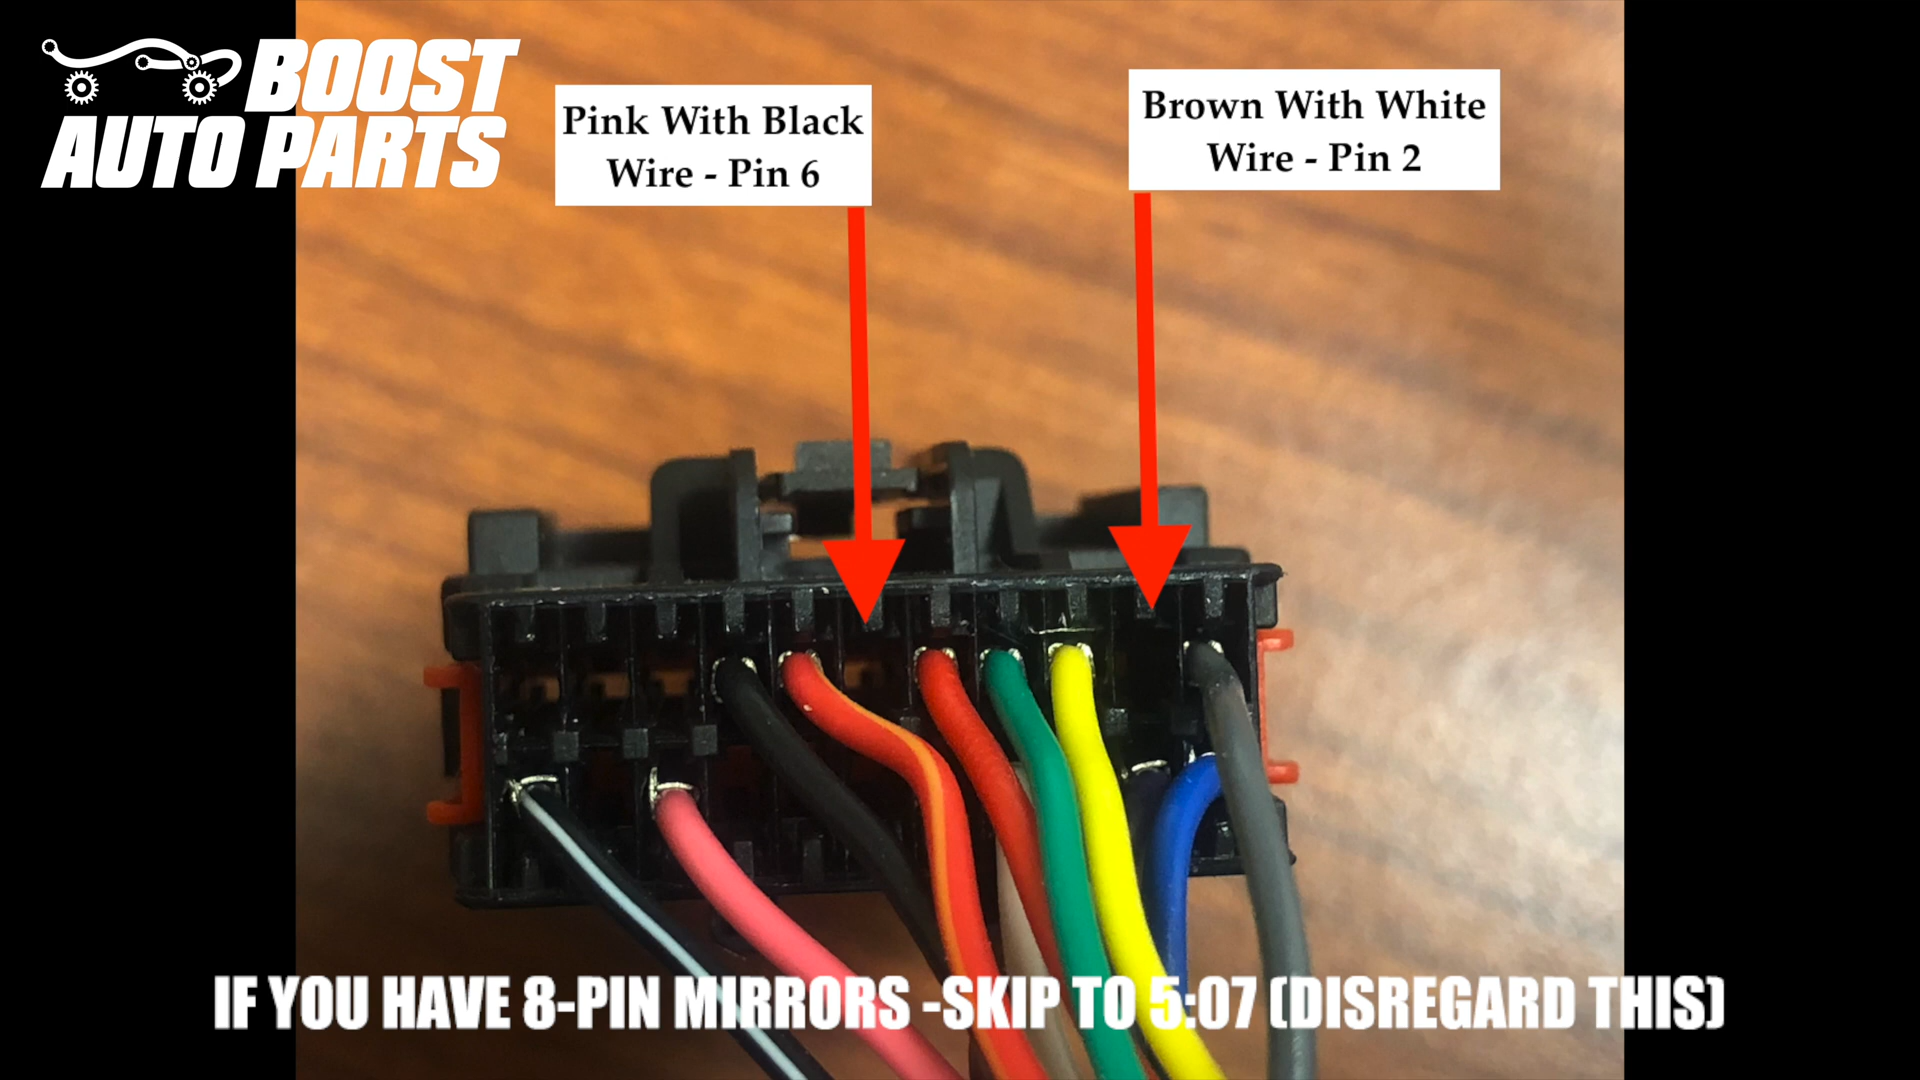 BOOST
AUTO PARTS
Pink With Black
Wire - Pin 6
Brown With White
Wire - Pin 2
IF YOU HAVE 8-PIN MIRRORS -SKIP TO 5:07 (DISREGARD THIS)